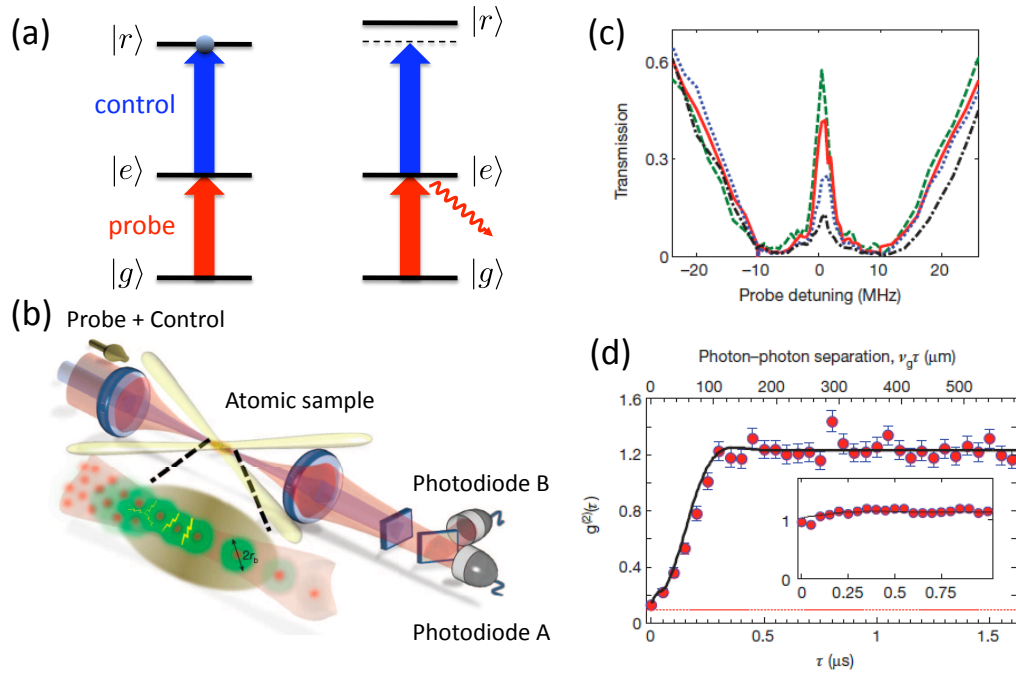 (a)
|r⟩
control
|e⟩
probe
|g⟩
|r⟩
|e⟩
|g⟩
(b)
Probe + Control
Atomic sample
2r_b
Photodiode B
Photodiode A
(c)
Transmission
0.6
0.3
0
−20
−10
0
10
20
Probe detuning (MHz)
(d)
Photon–photon separation, ν_gτ (μm)
0
100
200
300
400
500
g^(2)/τ)
1.6
1.2
0.8
0.4
0
1
0
0
0.25
0.5
0.75
0
0.5
1
1.5
τ (μs)